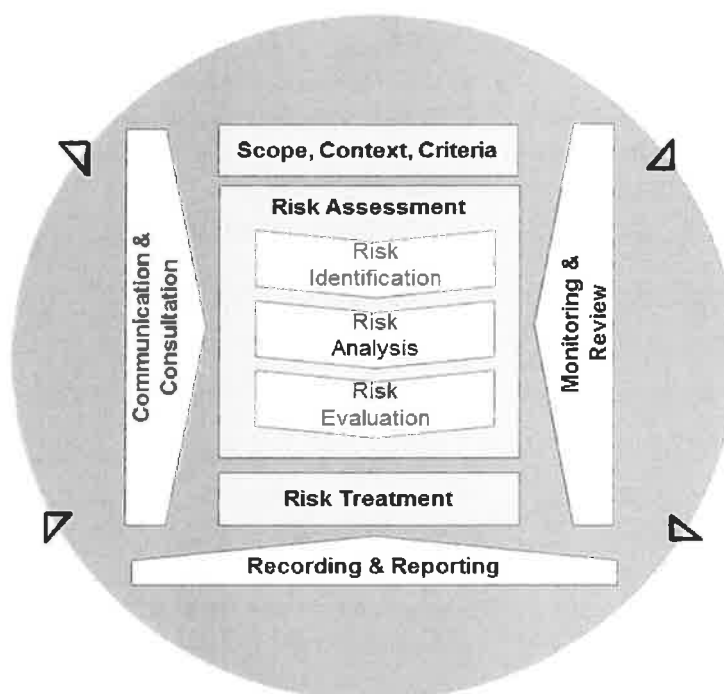 Scope, Context, Criteria
Risk Assessment
Risk
Identification
Risk
Analysis
Risk
Evaluation
Risk Treatment
Recording & Reporting
Communication &
Consultation
Monitoring &
Review